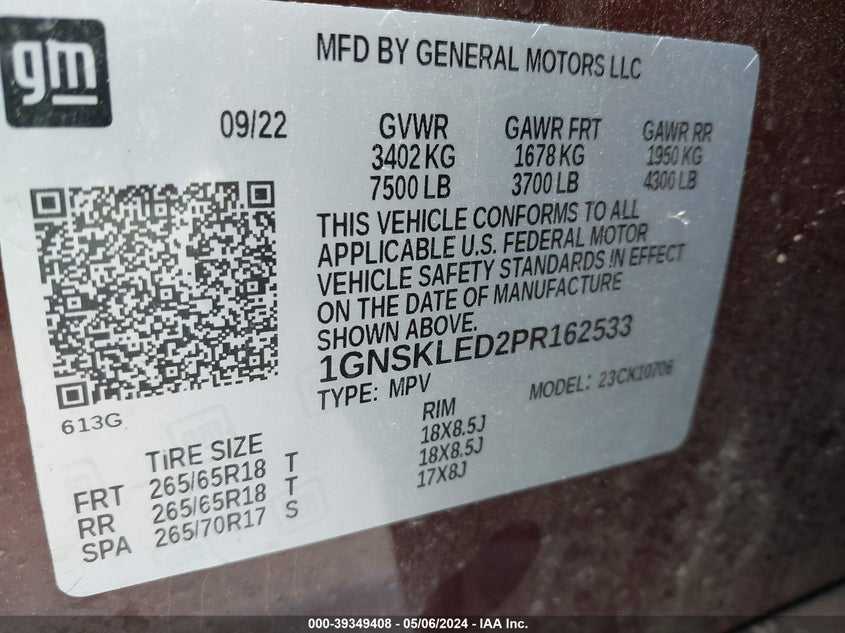 gm
MFD BY GENERAL MOTORS LLC
09/22 GVWR GAWR FRT GAWR RR
3402 KG 1678 KG 1950 KG
7500 LB 3700 LB 4300 LB
THIS VEHICLE CONFORMS TO ALL
APPLICABLE U.S. FEDERAL MOTOR
VEHICLE SAFETY STANDARDS IN EFFECT
ON THE DATE OF MANUFACTURE
SHOWN ABOVE.
1GNSKLED2PR162533
TYPE: MPV MODEL: 23CK10706
613G
TIRE SIZE RIM
FRT 265/65R18 T 18X8.5J
RR 265/65R18 T 18X8.5J
SPA 265/70R17 S 17X8J
000-39349408 - 05/06/2024 - IAA Inc.